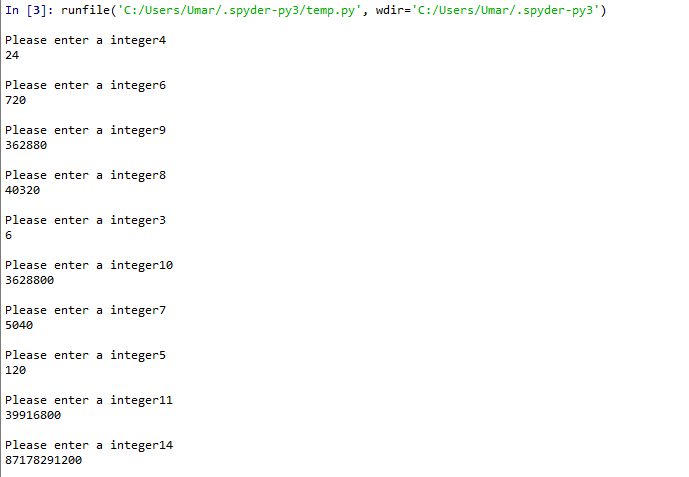 In [3]: runfile('C:/Users/Umar/.spyder-py3/temp.py', wdir='C:/Users/Umar/.spyder-py3')
Please enter a integer4
24
Please enter a integer6
720
Please enter a integer9
362880
Please enter a integer8
40320
Please enter a integer3
6
Please enter a integer10
3628800
Please enter a integer7
5040
Please enter a integer5
120
Please enter a integer11
39916800
Please enter a integer14
87178291200